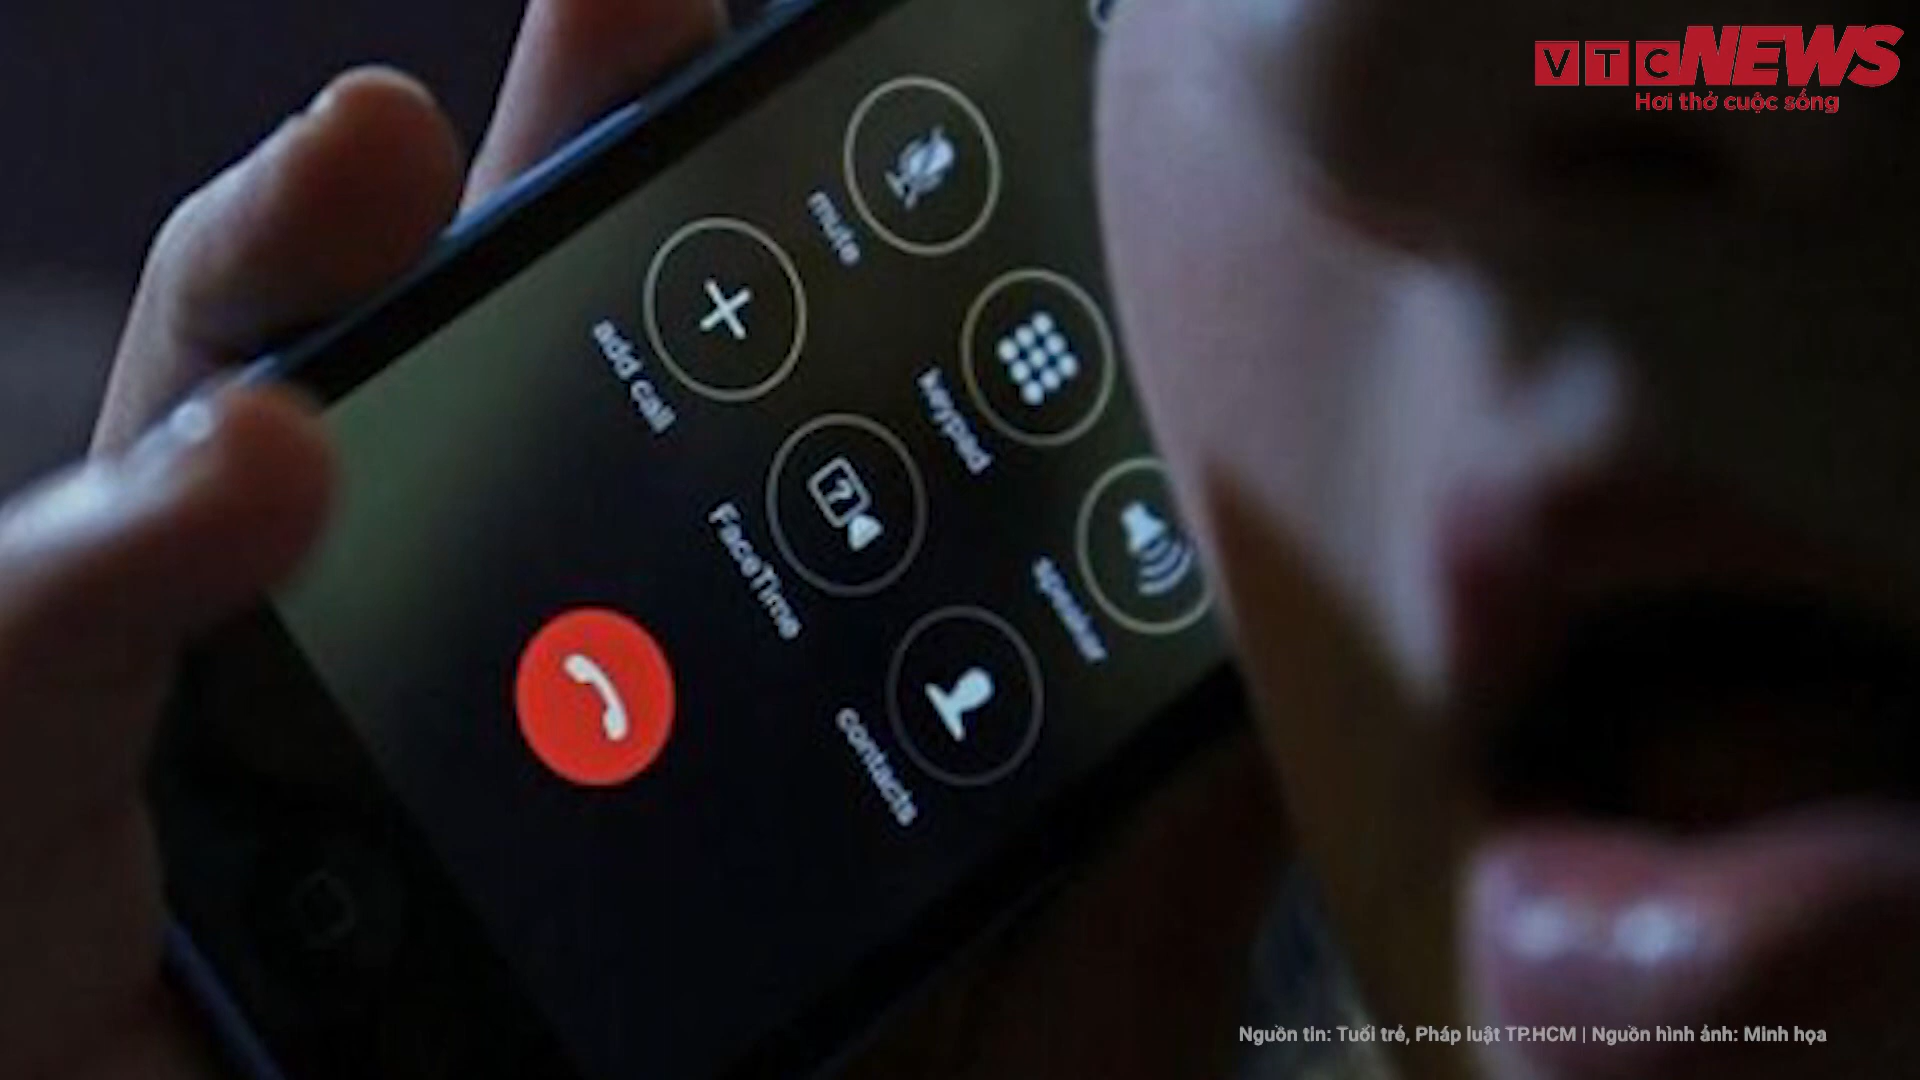 VTC NEWS
Hơi thở cuộc sống
mute
add call
keypad
FaceTime
speaker
contacts
Nguồn tin: Tuổi trẻ, Pháp luật TP.HCM | Nguồn hình ảnh: Minh họa